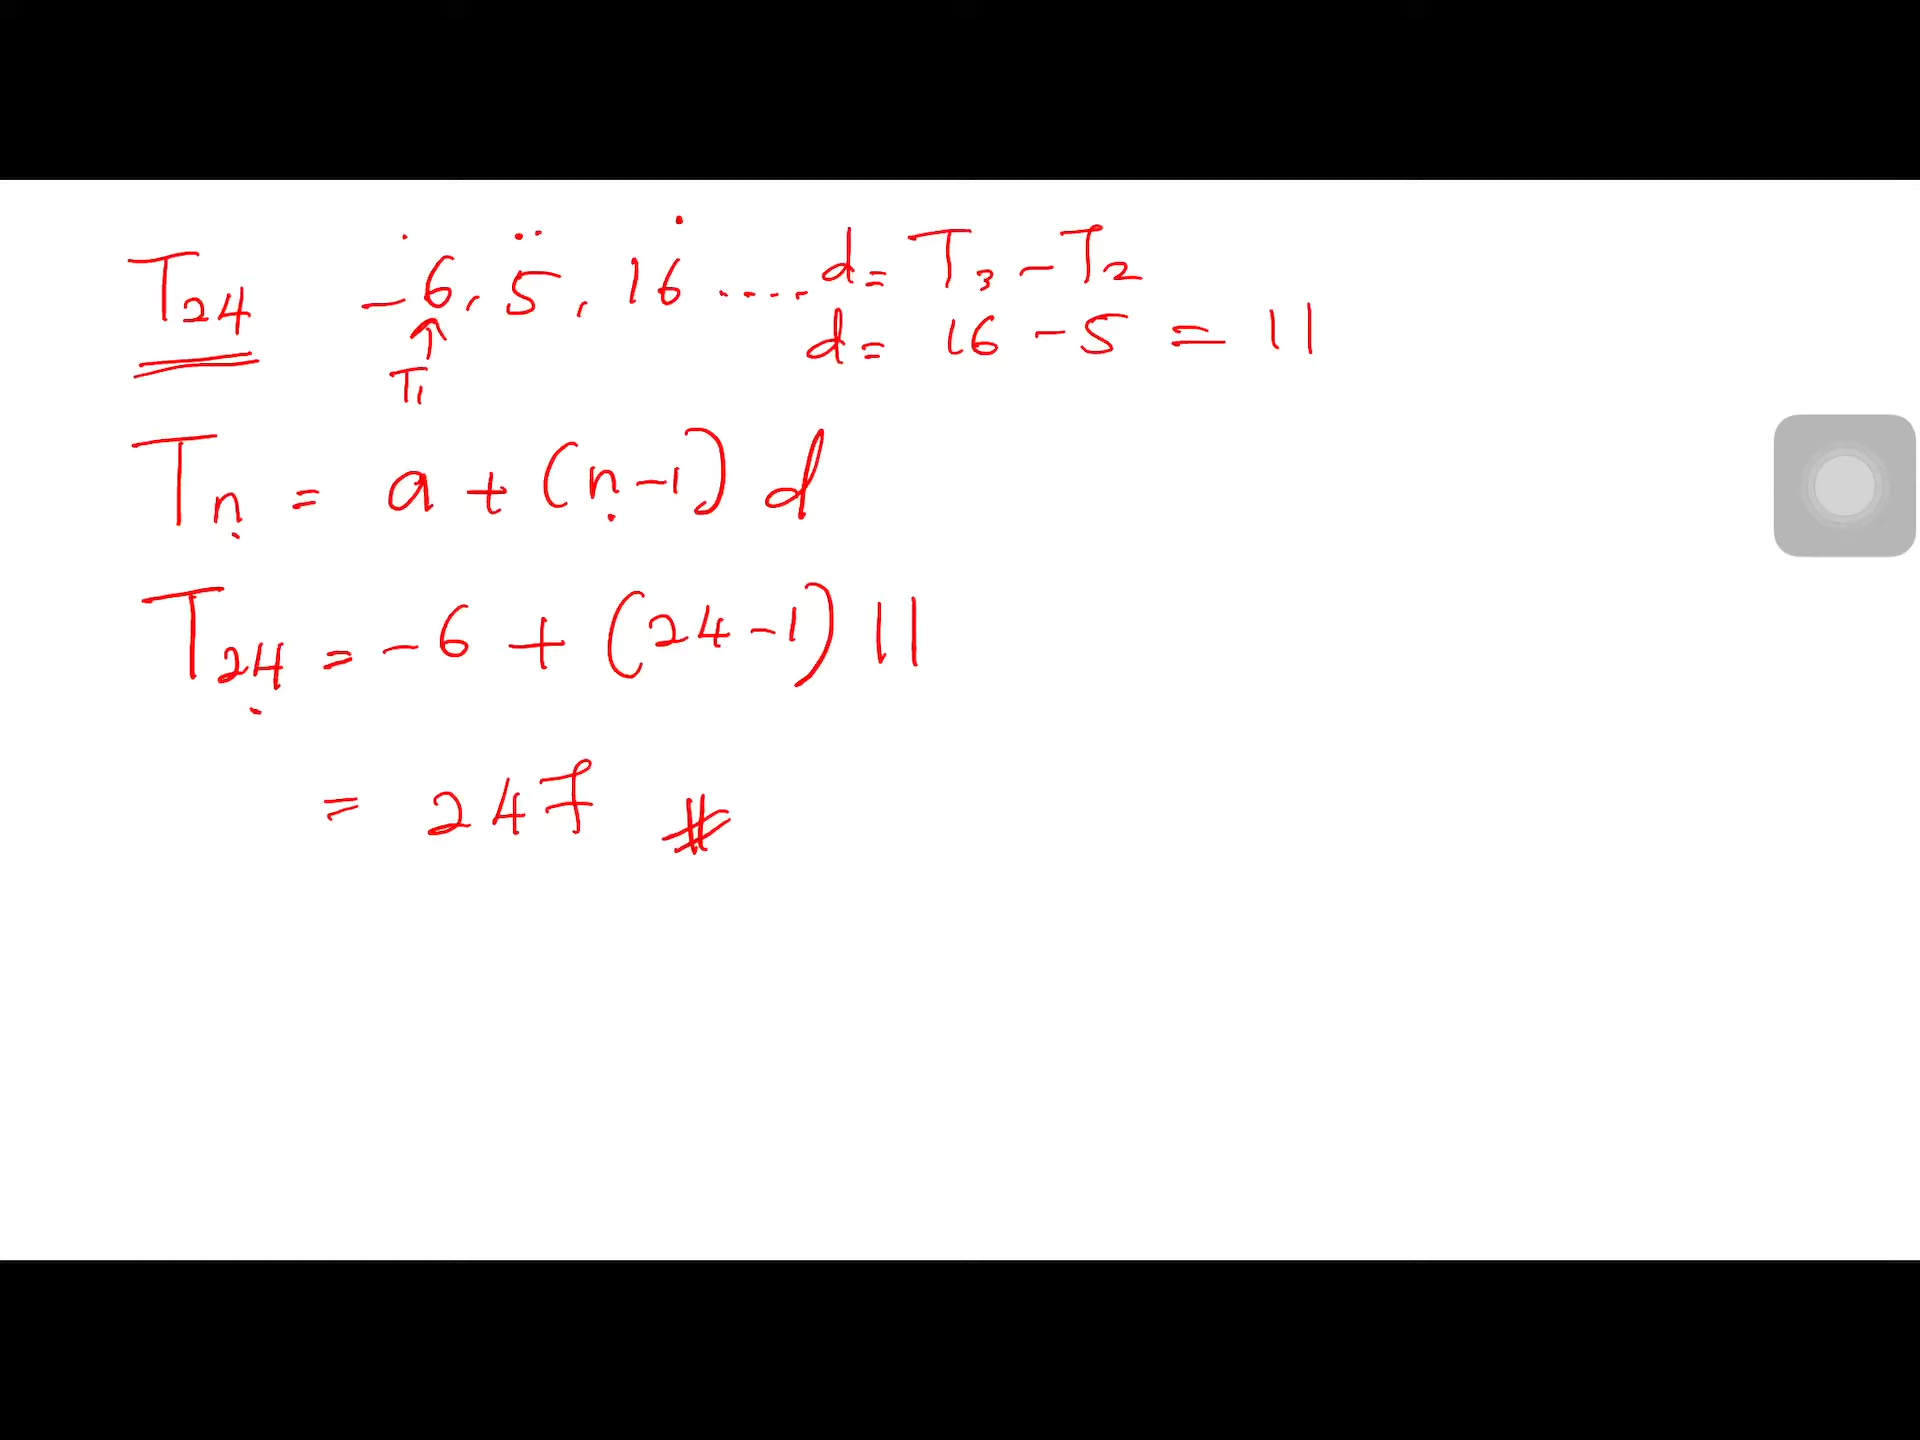 T₂₄ -6, 5, 16 .... d = T₃ - T₂
d = 16 - 5 = 11
T₁
Tₙ = a + (n-1) d
T₂₄ = -6 + (24-1) 11
= 247 #